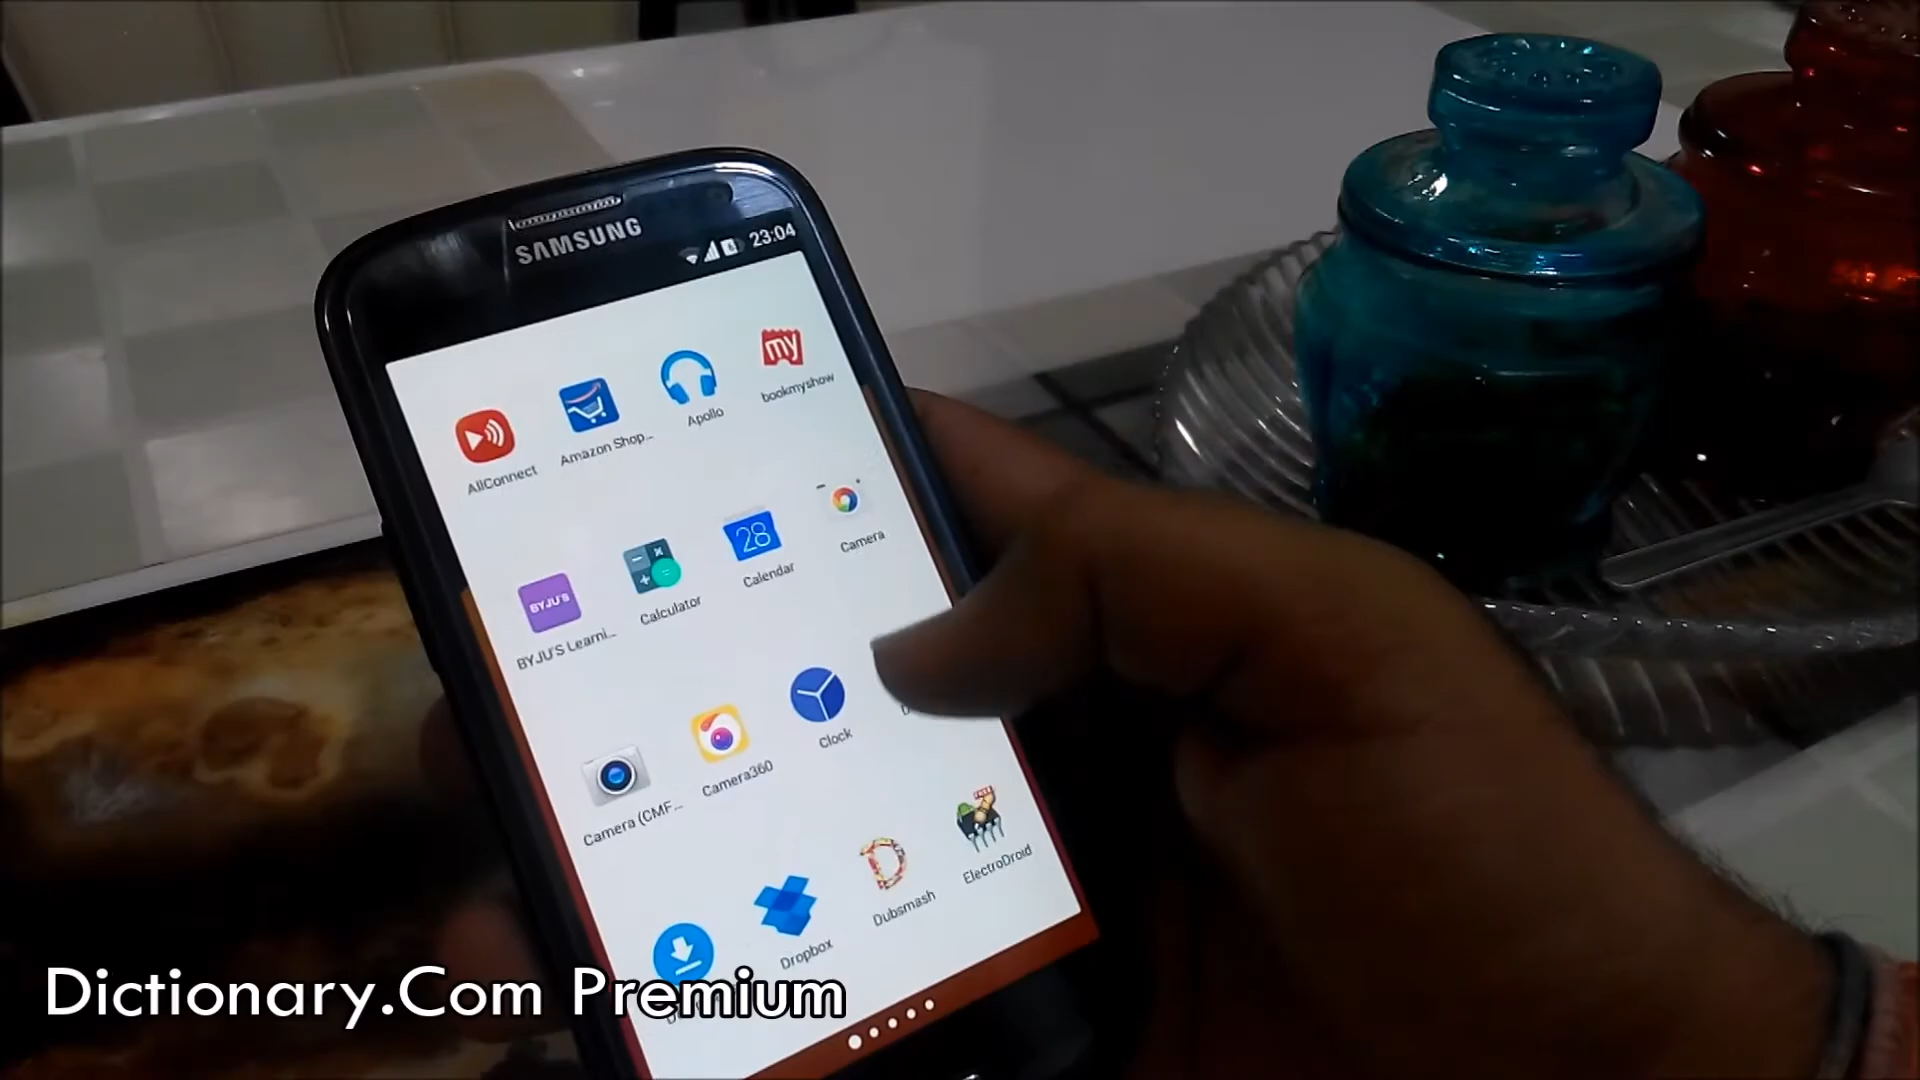 SAMSUNG
23:04
AllConnect
Amazon Shop...
Apollo
my
bookmyshow
BYJU'S
BYJU'S Learni...
Calculator
28
Calendar
Camera
Camera (CMF...
Camera360
Clock
Dropbox
Dubsmash
FREE
ElectroDroid
Dictionary.Com Premium